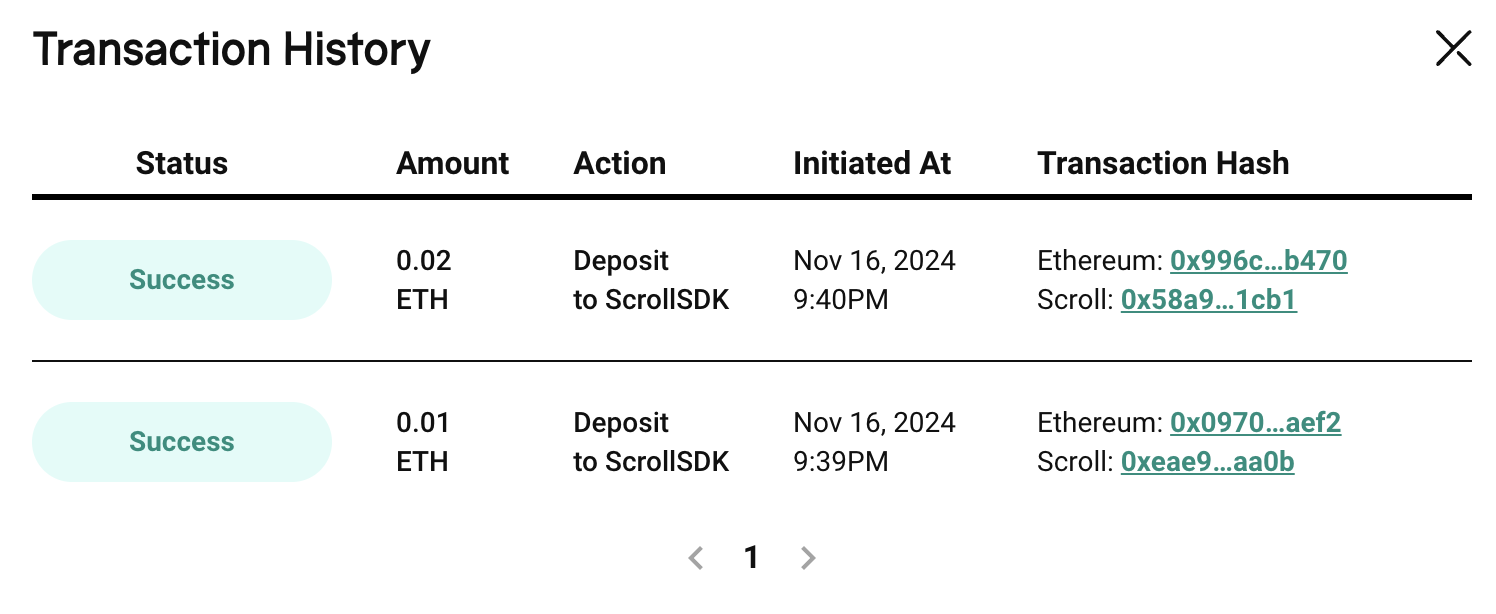 Transaction History
Status Amount Action Initiated At Transaction Hash
Success
0.02 ETH
Deposit to ScrollSDK
Nov 16, 2024 9:40PM
Ethereum: 0x996c...b470
Scroll: 0x58a9...1cb1
Success
0.01 ETH
Deposit to ScrollSDK
Nov 16, 2024 9:39PM
Ethereum: 0x0970...aef2
Scroll: 0xeae9...aa0b
1